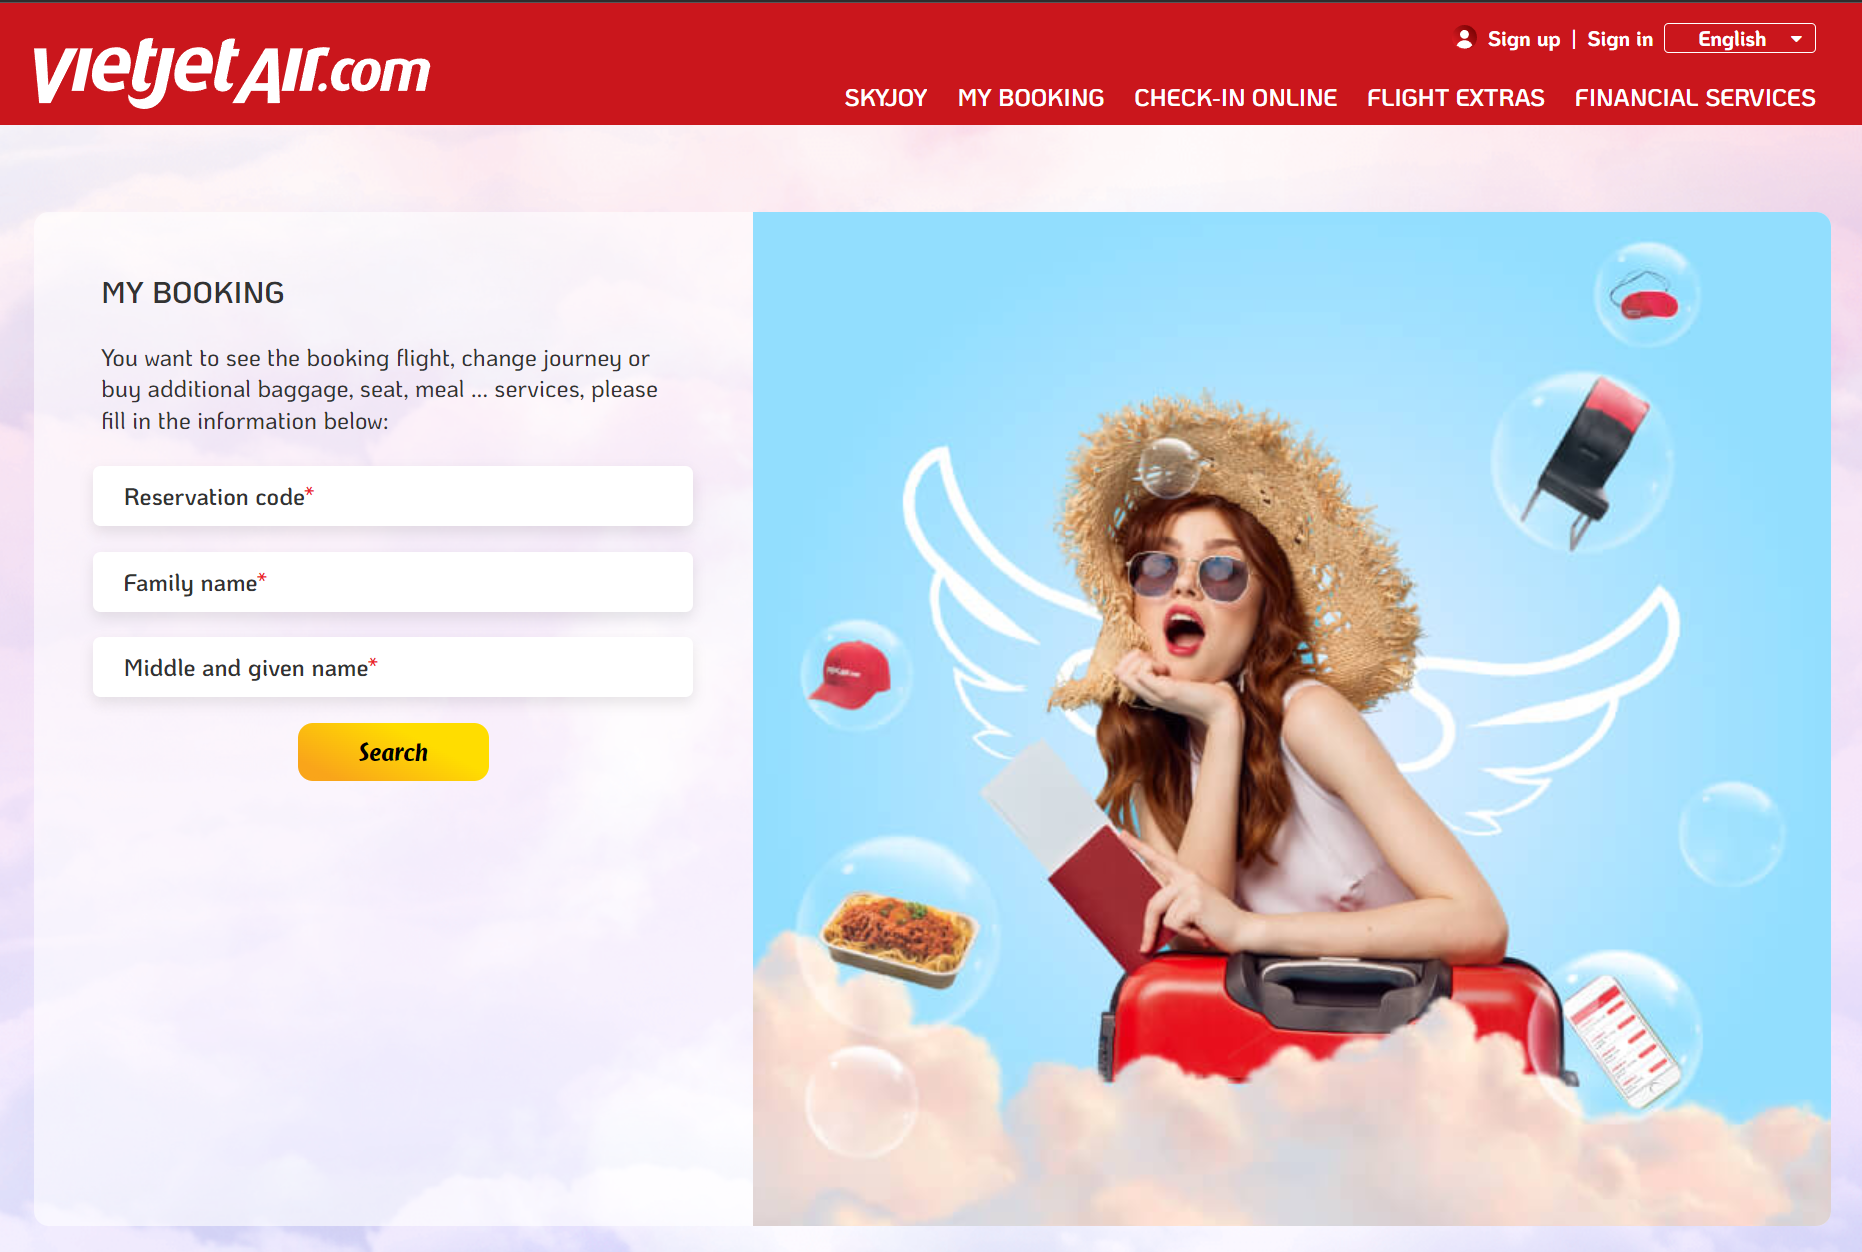 vietjetAir.com
Sign up | Sign in
English
SKYJOY
MY BOOKING
CHECK-IN ONLINE
FLIGHT EXTRAS
FINANCIAL SERVICES
MY BOOKING
You want to see the booking flight, change journey or
buy additional baggage, seat, meal ... services, please
fill in the information below:
Reservation code*
Family name*
Middle and given name*
Search